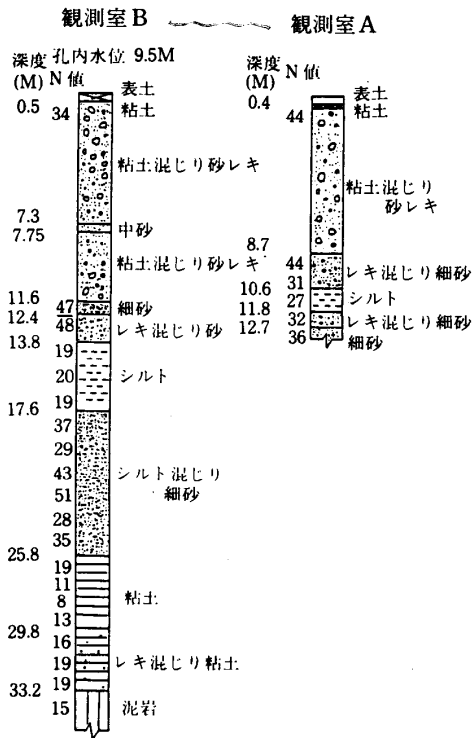 観測室B
孔内水位 9.5M
深度
(M)
N値
表土
0.5
34
粘土
粘土混じり砂レキ
7.3
中砂
7.75
粘土混じり砂レキ
11.6
47
細砂
12.4
48
レキ混じり砂
13.8
19
20
シルト
19
17.6
37
29
43
シルト混じり
細砂
51
28
35
25.8
19
11
8
粘土
13
29.8
16
19
レキ混じり粘土
19
33.2
15
泥岩
観測室A
深度
(M)
N値
表土
0.4
44
粘土
粘土混じり
砂レキ
8.7
44
レキ混じり細砂
31
10.6
27
シルト
11.8
32
レキ混じり細砂
12.7
36
細砂